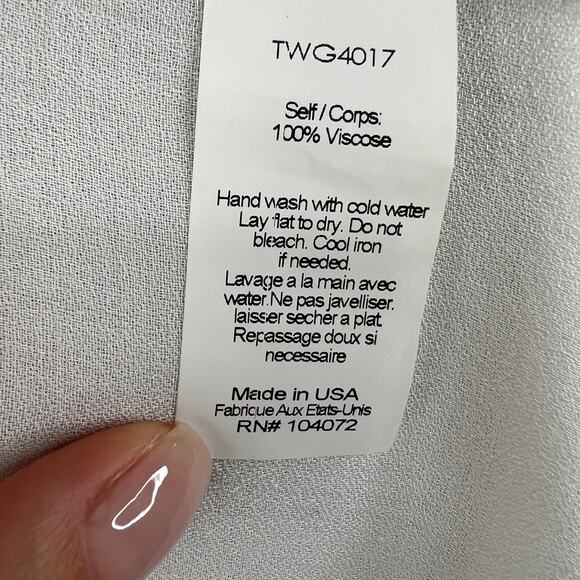 TWG4017
Self / Corps:
100% Viscose
Hand wash with cold water
Lay flat to dry. Do not
bleach. Cool iron
if needed.
Lavage a la main avec
water.Ne pas javelliser.
laisser secher a plat.
Repassage doux si
necessaire
Made in USA
Fabrique Aux Etats-Unis
RN# 104072